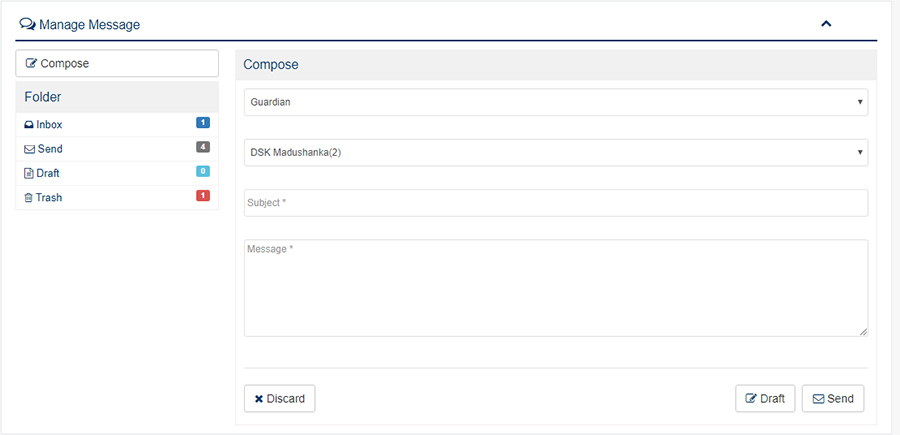 Manage Message
Compose
Folder
Inbox 1
Send 4
Draft 0
Trash 1
Compose
Guardian
DSK Madushanka(2)
Subject *
Message *
Discard
Draft
Send